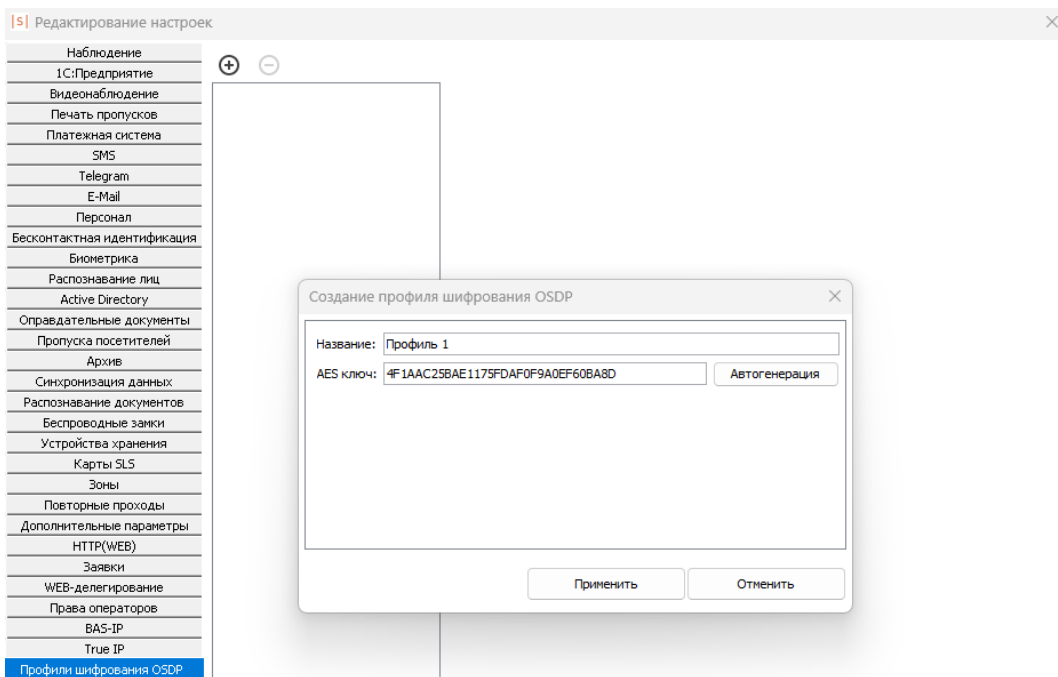 |S| Редактирование настроек
Наблюдение
1С:Предприятие
Видеонаблюдение
Печать пропусков
Платежная система
SMS
Telegram
E-Mail
Персонал
Бесконтактная идентификация
Биометрика
Распознавание лиц
Active Directory
Оправдательные документы
Пропуска посетителей
Архив
Синхронизация данных
Распознавание документов
Беспроводные замки
Устройства хранения
Карты SLS
Зоны
Повторные проходы
Дополнительные параметры
HTTP(WEB)
Заявки
WEB-делегирование
Права операторов
BAS-IP
True IP
Профили шифрования OSDP
Создание профиля шифрования OSDP
Название: Профиль 1
AES ключ: 4F1AAC25BAE1175FDAF0F9A0EF60BA8D Автогенерация
Применить Отменить